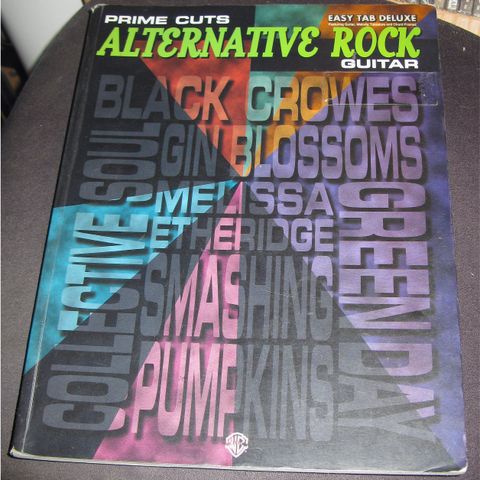 PRIME CUTS
EASY TAB DELUXE
ALTERNATIVE ROCK
GUITAR
BLACK CROWES
COLLECTIVE SOUL
GIN BLOSSOMS
MELISSA
ETHERIDGE
GREEN DAY
SMASHING
PUMPKINS